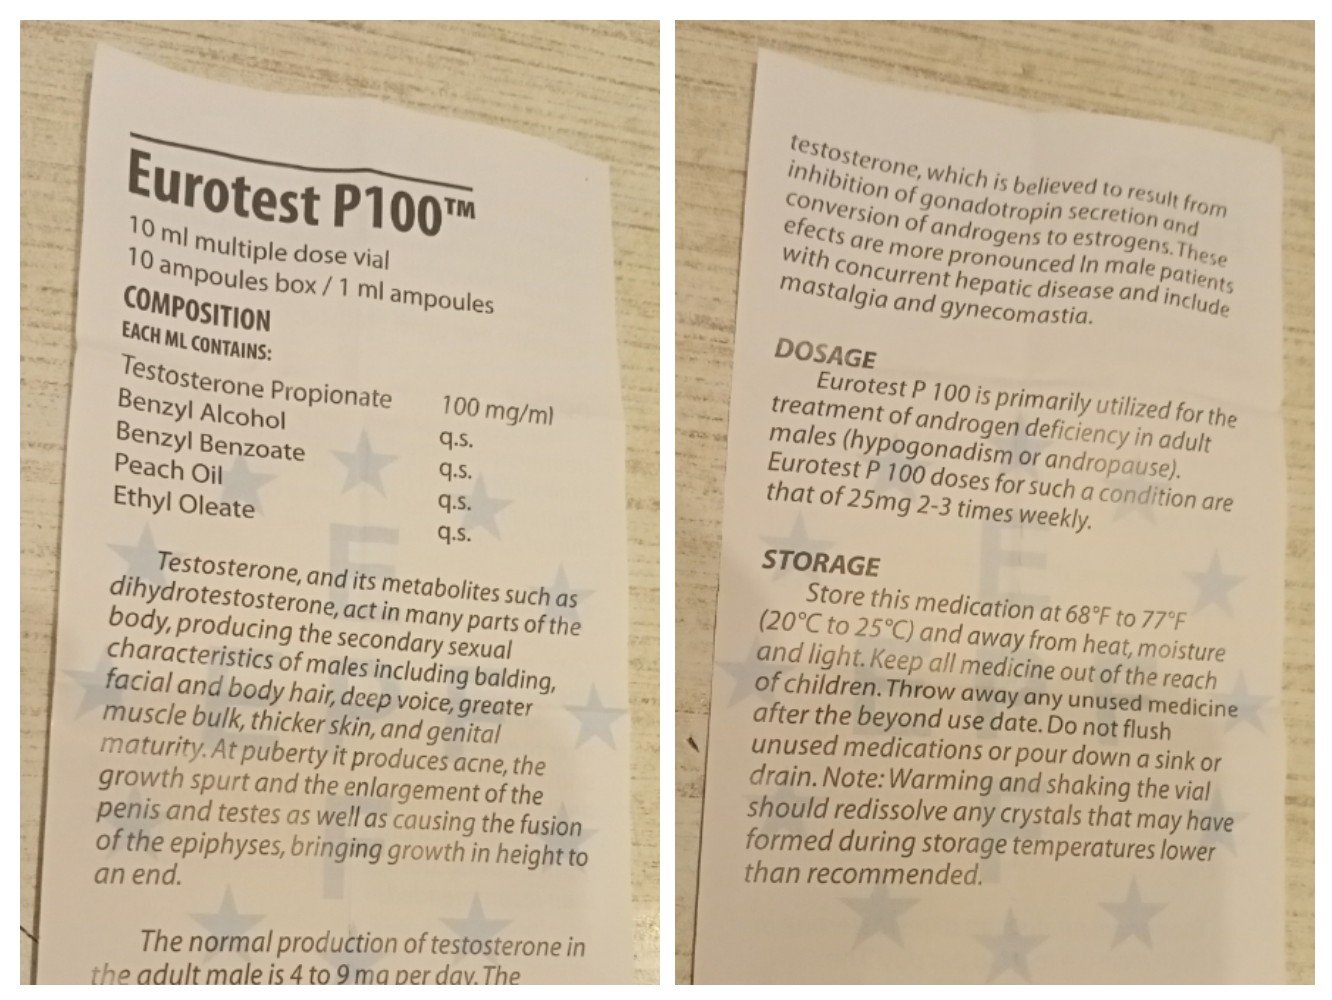 Eurotest P100™
10 ml multiple dose vial
10 ampoules box / 1 ml ampoules
COMPOSITION
EACH ML CONTAINS:
Testosterone Propionate 100 mg/ml
Benzyl Alcohol q.s.
Benzyl Benzoate q.s.
Peach Oil q.s.
Ethyl Oleate q.s.
Testosterone, and its metabolites such as
dihydrotestosterone, act in many parts of the
body, producing the secondary sexual
characteristics of males including balding,
facial and body hair, deep voice, greater
muscle bulk, thicker skin, and genital
maturity. At puberty it produces acne, the
growth spurt and the enlargement of the
penis and testes as well as causing the fusion
of the epiphyses, bringing growth in height to
an end.
The normal production of testosterone in
the adult male is 4 to 9 mg per day. The
testosterone, which is believed to result from
inhibition of gonadotropin secretion and
conversion of androgens to estrogens. These
efects are more pronounced In male patients
with concurrent hepatic disease and include
mastalgia and gynecomastia.
DOSAGE
Eurotest P 100 is primarily utilized for the
treatment of androgen deficiency in adult
males (hypogonadism or andropause).
Eurotest P 100 doses for such a condition are
that of 25mg 2-3 times weekly.
STORAGE
Store this medication at 68°F to 77°F
(20°C to 25°C) and away from heat, moisture
and light. Keep all medicine out of the reach
of children. Throw away any unused medicine
after the beyond use date. Do not flush
unused medications or pour down a sink or
drain. Note: Warming and shaking the vial
should redissolve any crystals that may have
formed during storage temperatures lower
than recommended.